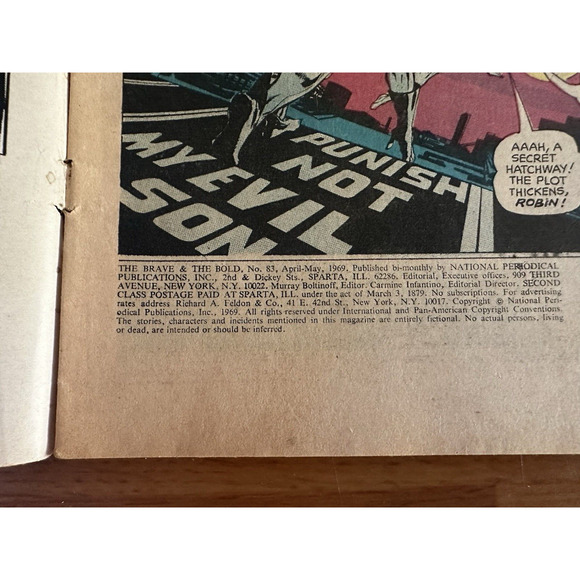 AAAH, A
SECRET
HATCHWAY!
THE PLOT
THICKENS,
ROBIN!
PUNISH
NOT
MY EVIL
SON
THE BRAVE & THE BOLD, No. 83, April-May, 1969. Published bi-monthly by NATIONAL PERIODICAL
PUBLICATIONS, INC., 2nd & Dickey Sts., SPARTA, ILL. 62286. Editorial, Executive offices, 909 THIRD
AVENUE, NEW YORK, N.Y. 10022. Murray Boltinoff, Editor. Carmine Infantino, Editorial Director. SECOND
CLASS POSTAGE PAID AT SPARTA, ILL. under the act of March 3, 1879. No subscriptions. For advertising
rates address Richard A. Feldon & Co., 41 E. 42nd St., New York, N.Y. 10017. Copyright © National Peri-
odical Publications, Inc., 1969. All rights reserved under International and Pan-American Copyright Conventions.
The stories, characters and incidents mentioned in this magazine are entirely fictional. No actual persons, living
or dead, are intended or should be inferred.